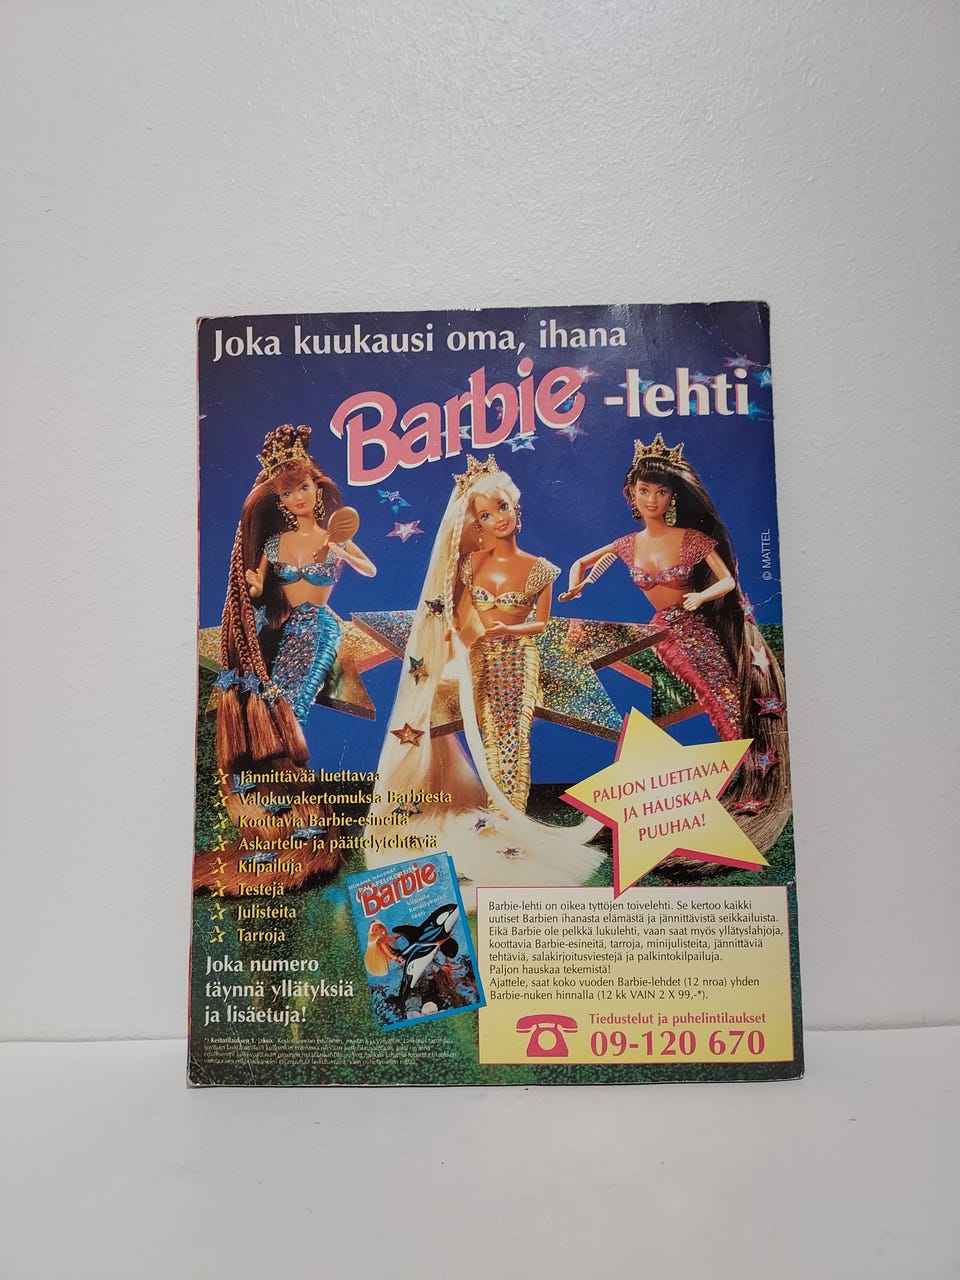 Joka kuukausi oma, ihana
Barbie -lehti
© MATTEL
PALJON LUETTAVAA
JA HAUSKAA
PUUHAA!
Jännittävää luettavaa
Valokuvakertomuksia Barbiesta
Koottavia Barbie-esineitä
Askartelu- ja päättelytehtäviä
Kilpailuja
Testejä
Julisteita
Tarroja
Joka numero
täynnä yllätyksiä
ja lisäetuja!
Barbie
Barbie-lehti on oikea tyttöjen toivelehti. Se kertoo kaikki
uutiset Barbien ihanasta elämästä ja jännittävistä seikkailuista.
Eikä Barbie ole pelkkä lukulehti, vaan saat myös yllätyslahjoja,
koottavia Barbie-esineitä, tarroja, minijulisteita, jännittäviä
tehtäviä, salakirjoitusviestejä ja palkintokilpailuja.
Paljon hauskaa tekemistä!
Ajattele, saat koko vuoden Barbie-lehdet (12 nroa) yhden
Barbie-nuken hinnalla (12 kk VAIN 2 X 99,-*).
Tiedustelut ja puhelintilaukset
09-120 670
*) Kestotilauksen 1. jakso.